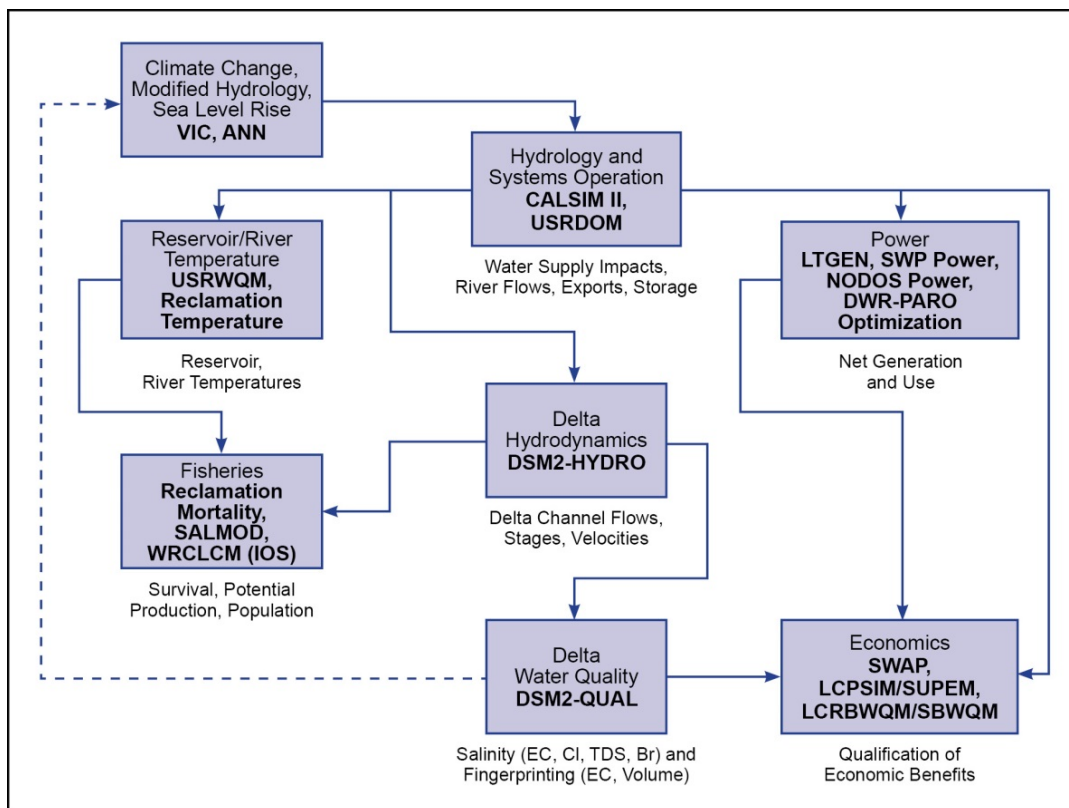 Climate Change,
Modified Hydrology,
Sea Level Rise
VIC, ANN
Hydrology and
Systems Operation
CALSIM II,
USRDOM
Water Supply Impacts,
River Flows, Exports, Storage
Reservoir/River
Temperature
USRWQM,
Reclamation
Temperature
Reservoir,
River Temperatures
Power
LTGEN, SWP Power,
NODOS Power,
DWR-PARO
Optimization
Net Generation
and Use
Delta
Hydrodynamics
DSM2-HYDRO
Delta Channel Flows,
Stages, Velocities
Fisheries
Reclamation
Mortality,
SALMOD,
WRCLCM (IOS)
Survival, Potential
Production, Population
Delta
Water Quality
DSM2-QUAL
Salinity (EC, Cl, TDS, Br) and
Fingerprinting (EC, Volume)
Economics
SWAP,
LCPSIM/SUPEM,
LCRBWQM/SBWQM
Qualification of
Economic Benefits